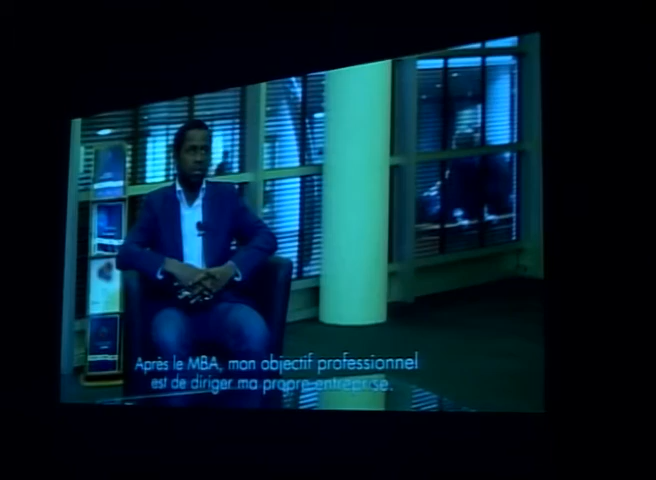 Après le MBA, mon objectif professionnel
est de diriger ma propre entreprise.